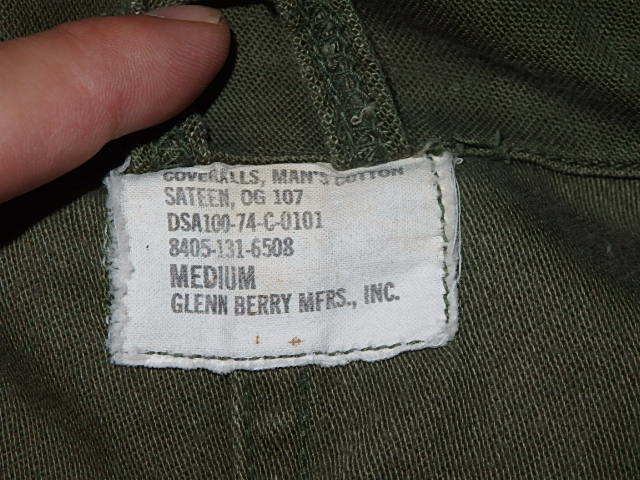 COVERALLS, MAN'S COTTON
SATEEN, OG 107
DSA100-74-C-0101
8405-131-6508
MEDIUM
GLENN BERRY MFRS., INC.